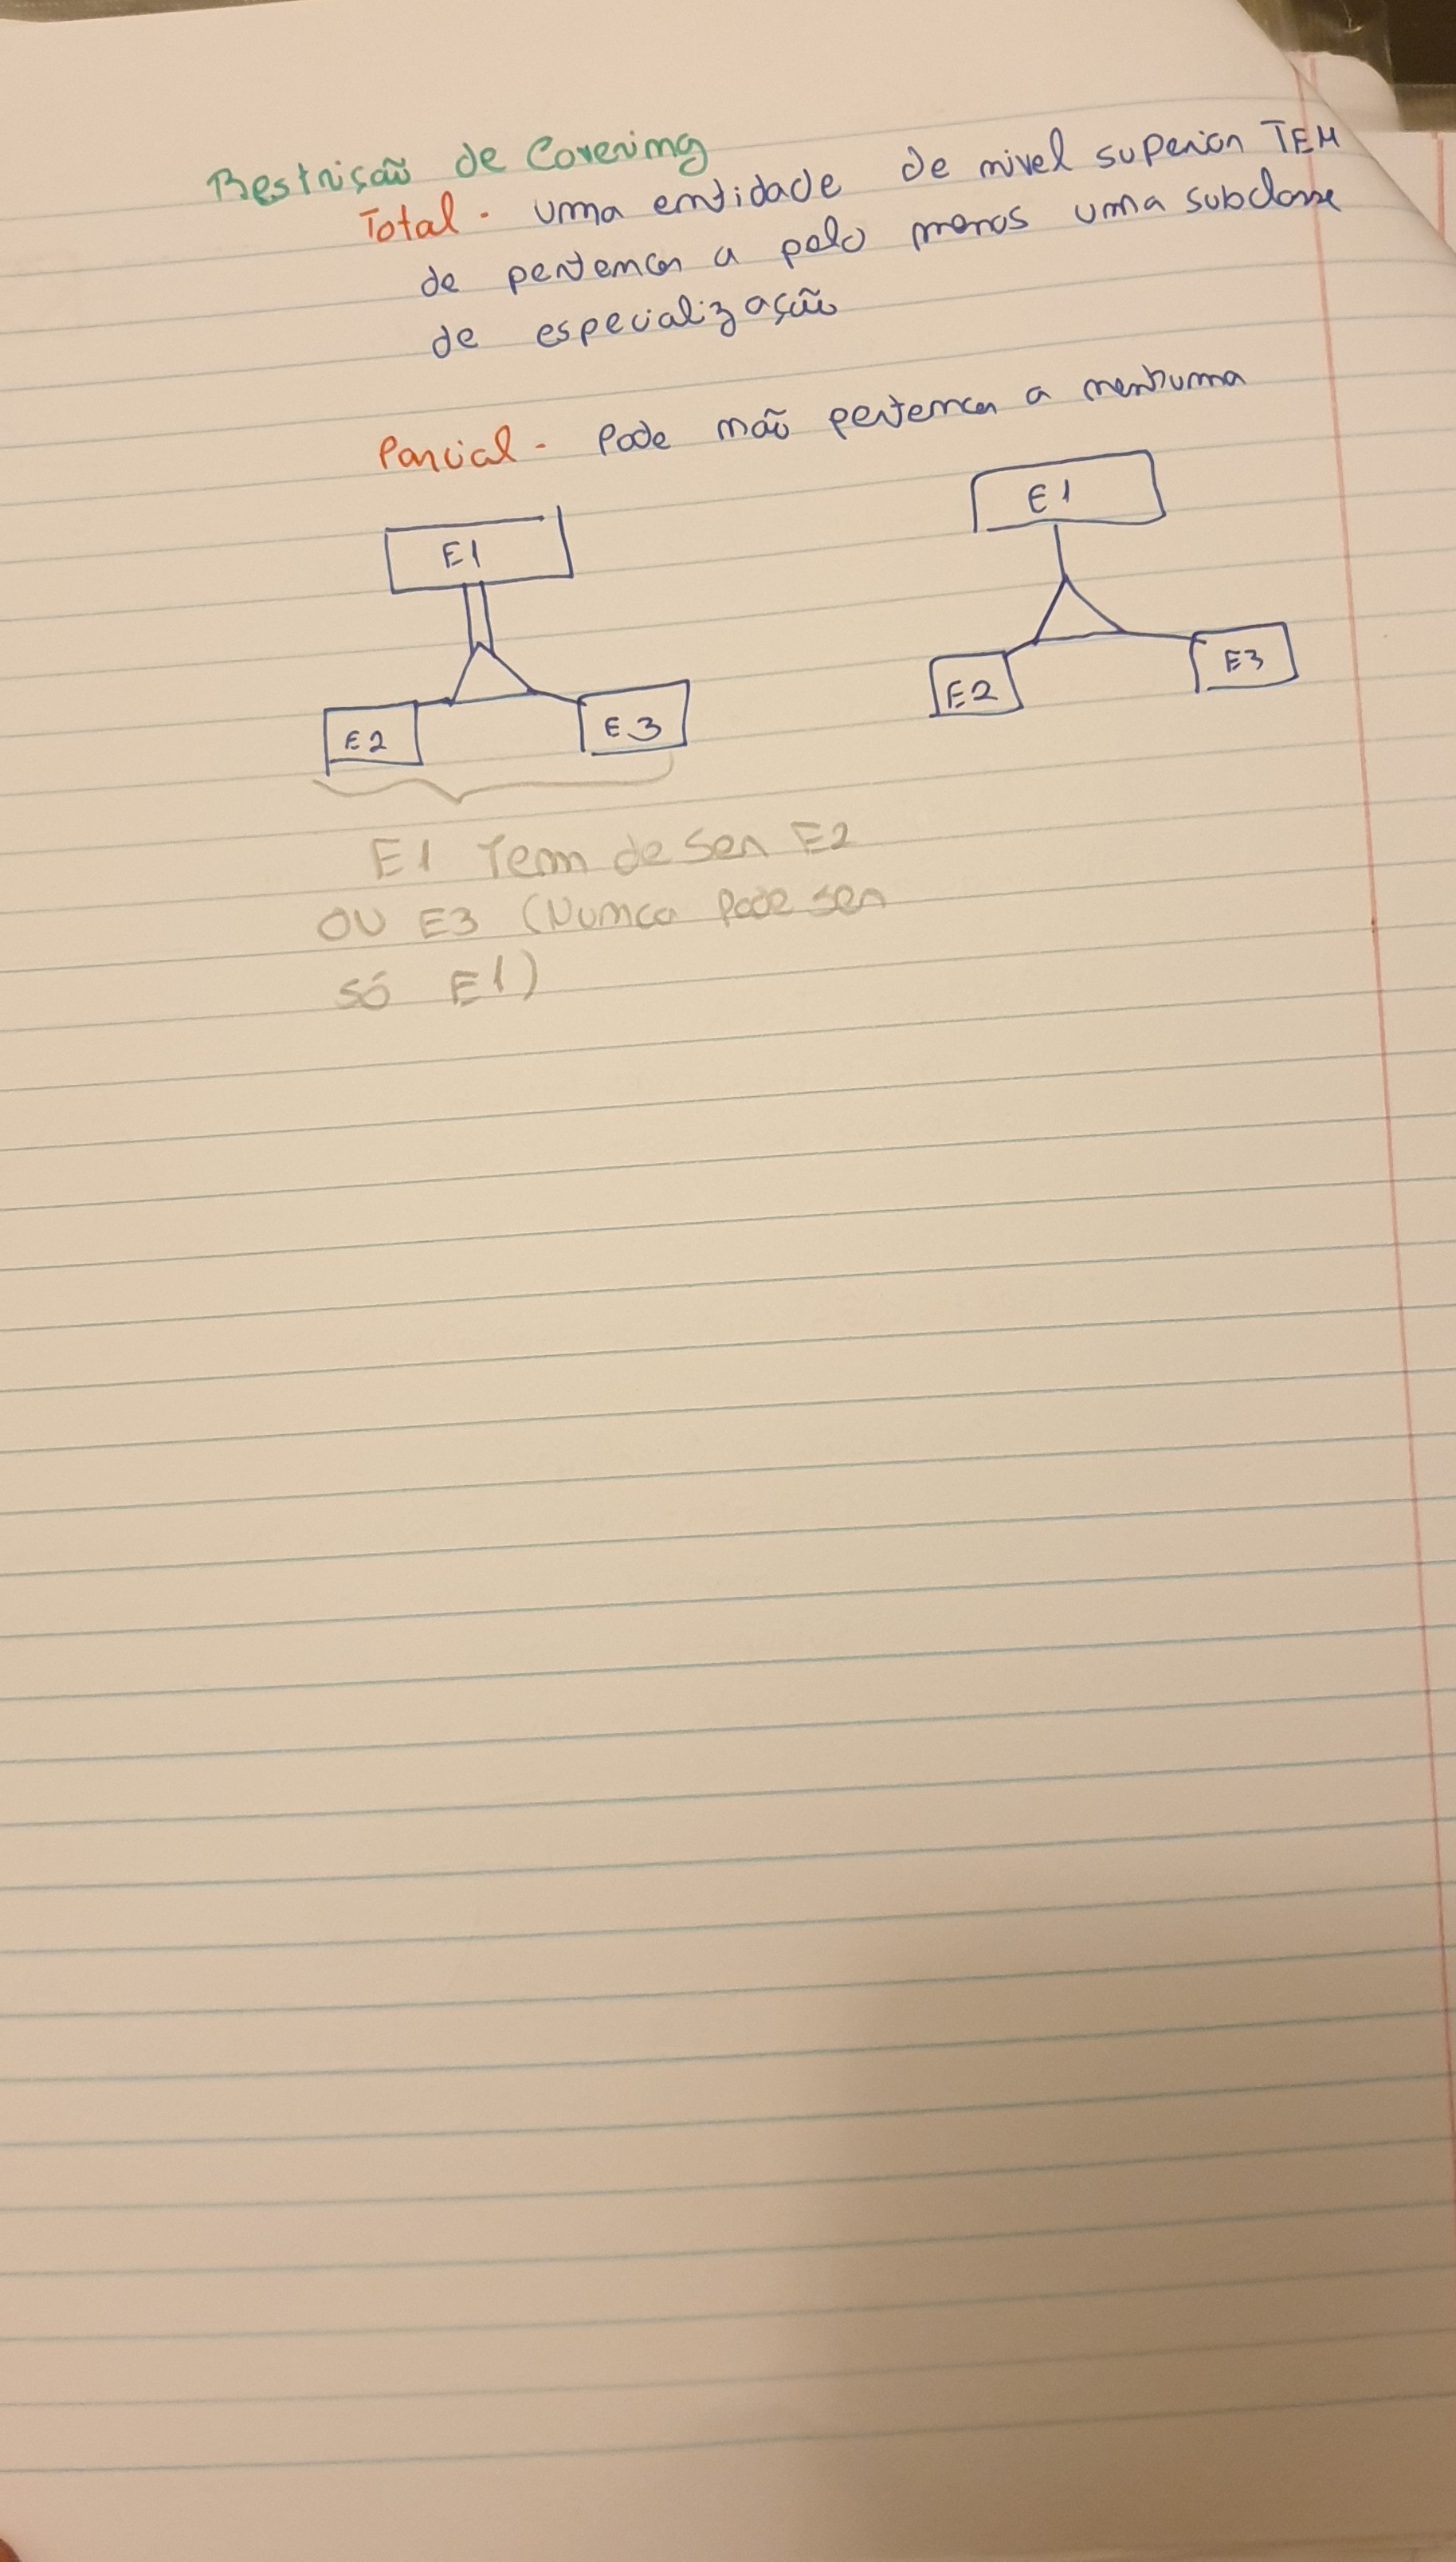 Restrição de Covering
Total - uma entidade de nivel superior TEM
de pertencer a pelo menos uma subclasse
de especialização
Parcial - Pode não pertencer a nenhuma
E1
E1
E2
E3
E2
E3
E1 Tem de ser E2
OU E3 (Nunca pode ser
só E1)